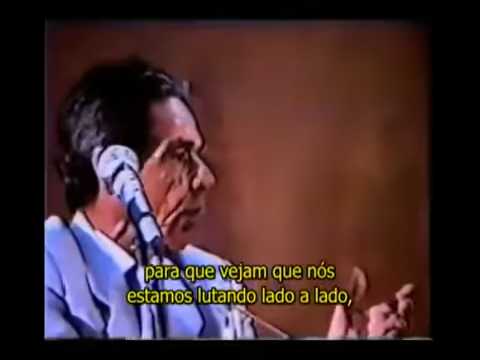 para que vejam que nós
estamos lutando lado a lado,